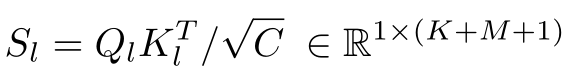 $S_l = Q_l K_l^T / \sqrt{C} \ \in \mathbb{R}^{1 \times (K+M+1)}$